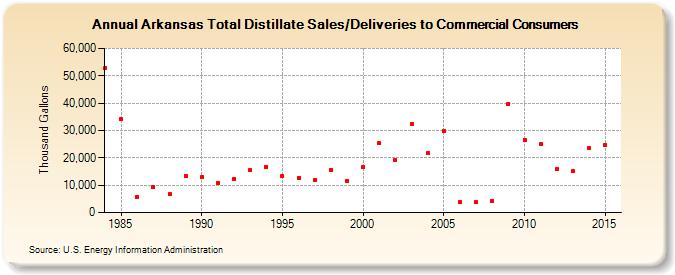 Annual Arkansas Total Distillate Sales/Deliveries to Commercial Consumers
Thousand Gallons
60,000
50,000
40,000
30,000
20,000
10,000
0
1985 1990 1995 2000 2005 2010 2015
Source: U.S. Energy Information Administration